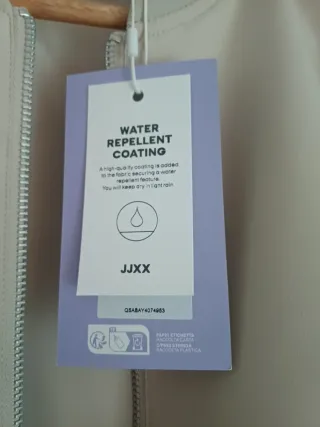 WATER
REPELLENT
COATING
A high-quality coating is added
to the fabric securing a water
repellent feature.
You will keep dry in light rain
JJXX